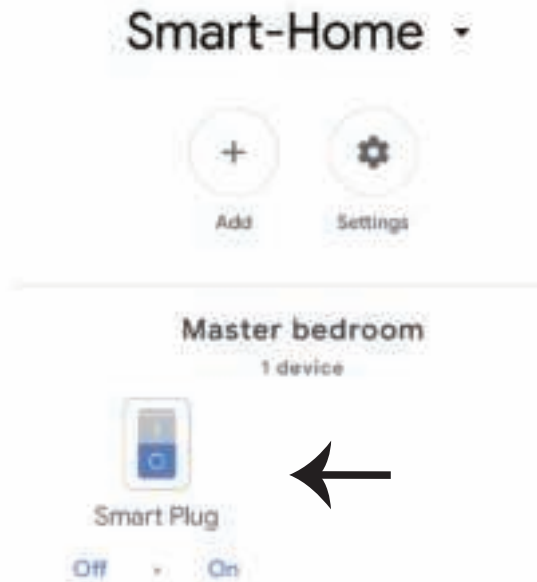 Smart-Home
Add Settings
Master bedroom
1 device
Smart Plug
Off • On